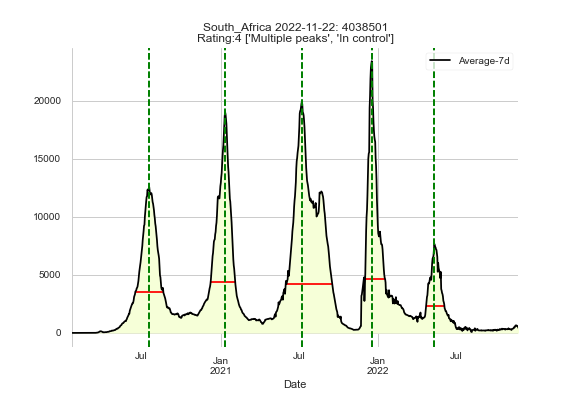 South_Africa 2022-11-22: 4038501
Rating:4 ['Multiple peaks', 'In control']
Average-7d
20000
15000
10000
5000
0
Jul
Jan
2021
Jul
Jan
2022
Jul
Date